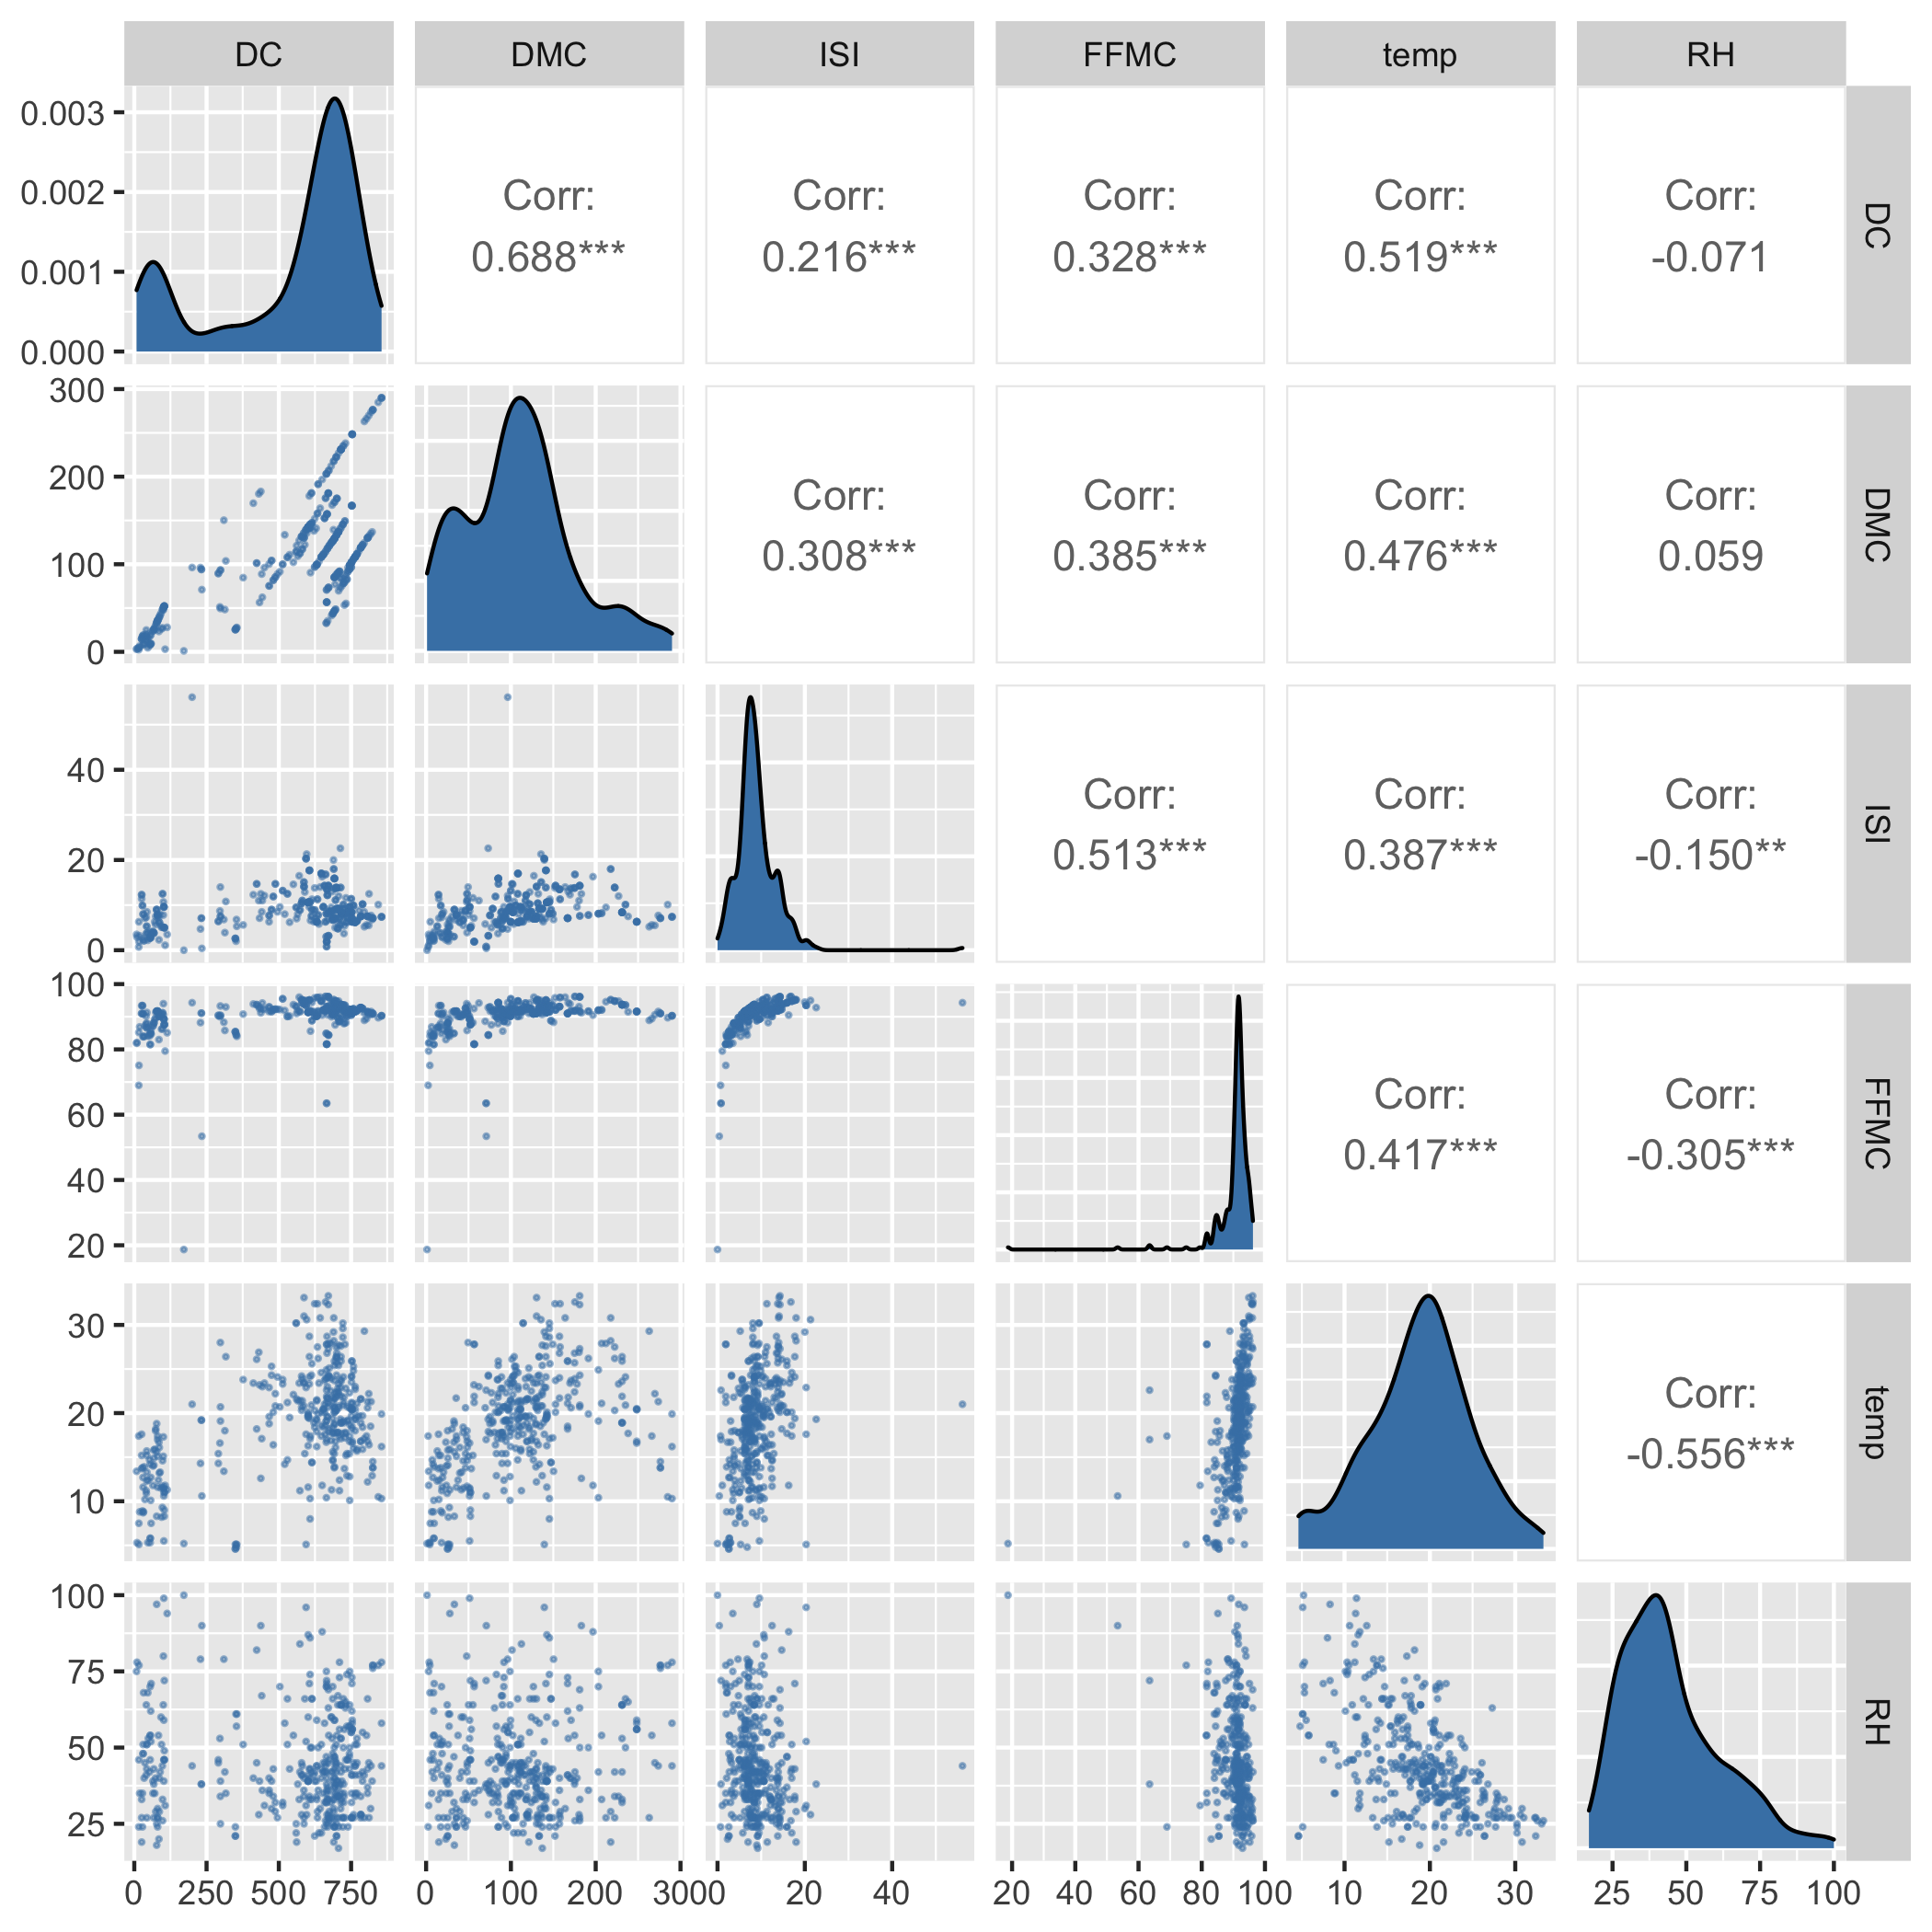 DC DMC ISI FFMC temp RH
0.003
0.002
0.001
0.000
Corr:
0.688***
Corr:
0.216***
Corr:
0.328***
Corr:
0.519***
Corr:
-0.071
DC
300
200
100
0
Corr:
0.308***
Corr:
0.385***
Corr:
0.476***
Corr:
0.059
DMC
40
20
0
Corr:
0.513***
Corr:
0.387***
Corr:
-0.150**
ISI
100
80
60
40
20
Corr:
0.417***
Corr:
-0.305***
FFMC
30
20
10
Corr:
-0.556***
temp
100
75
50
25
RH
0 250 500 750 0 100 200 300 0 20 40 20 40 60 80 100 10 20 30 25 50 75 100